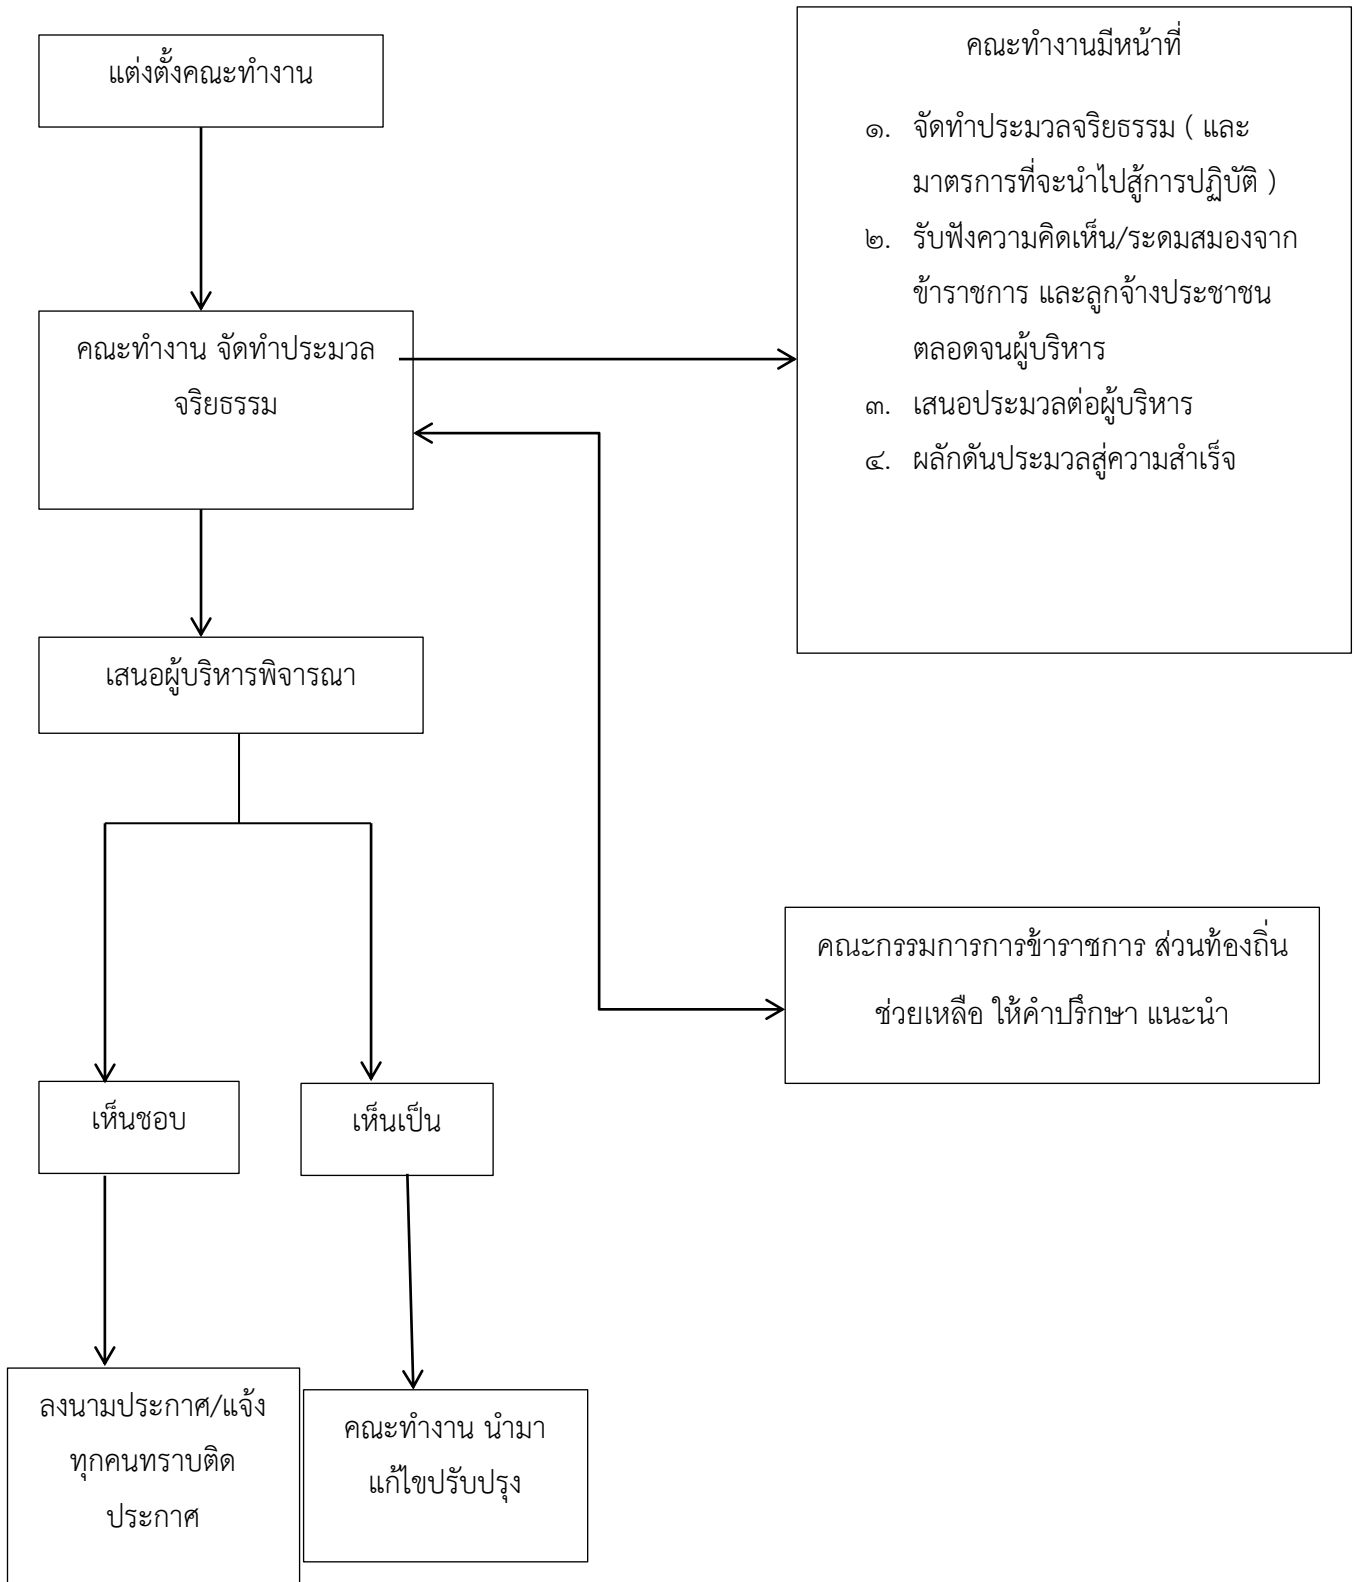 แต่งตั้งคณะทำงาน
คณะทำงานมีหน้าที่
๑. จัดทำประมวลจริยธรรม ( และ
มาตรการที่จะนำไปสู้การปฏิบัติ )
๒. รับฟังความคิดเห็น/ระดมสมองจาก
ข้าราชการ และลูกจ้างประชาชน
ตลอดจนผู้บริหาร
๓. เสนอประมวลต่อผู้บริหาร
๔. ผลักดันประมวลสู่ความสำเร็จ
คณะทำงาน จัดทำประมวล
จริยธรรม
เสนอผู้บริหารพิจารณา
คณะกรรมการการข้าราชการ ส่วนท้องถิ่น
ช่วยเหลือ ให้คำปรึกษา แนะนำ
เห็นชอบ
เห็นเป็น
ลงนามประกาศ/แจ้ง
ทุกคนทราบติด
ประกาศ
คณะทำงาน นำมา
แก้ไขปรับปรุง